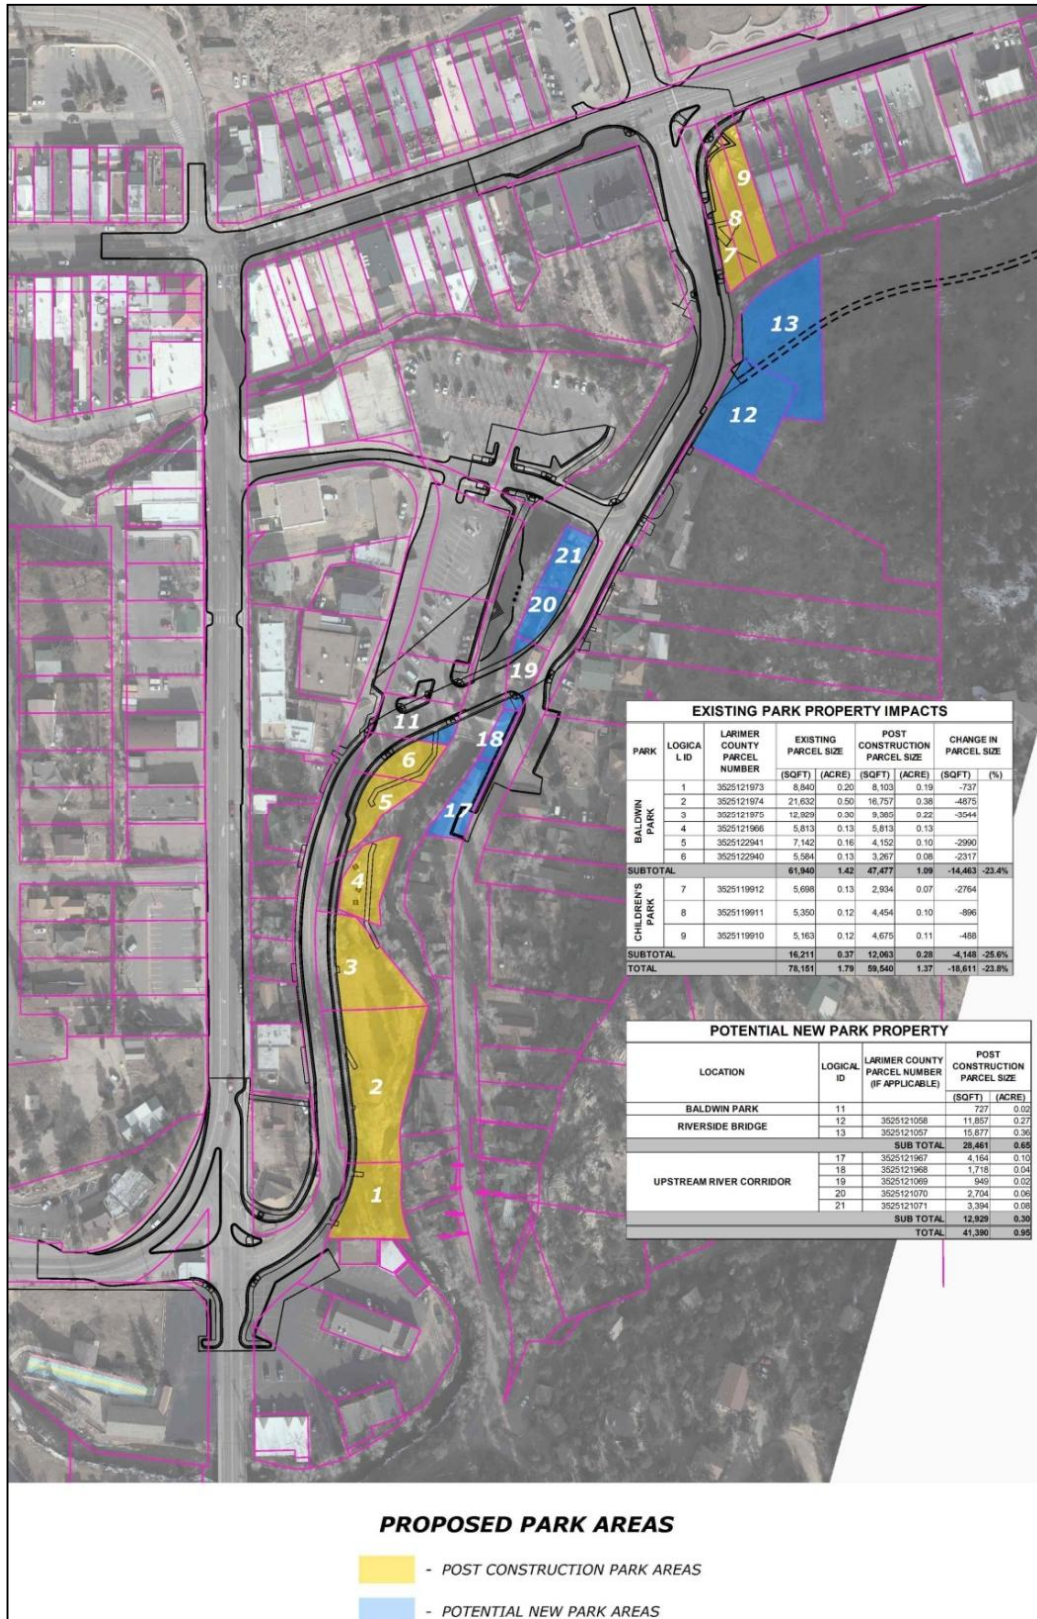 9
8
7
13
12
21
20
19
11
18
6
5
17
4
3
2
1
EXISTING PARK PROPERTY IMPACTS
PARK LOGICA L ID LARIMER COUNTY PARCEL NUMBER EXISTING PARCEL SIZE POST CONSTRUCTION PARCEL SIZE CHANGE IN PARCEL SIZE
(SQFT) (ACRE) (SQFT) (ACRE) (SQFT) (%)
BALDWIN PARK
1 3525121973 8,840 0.20 8,103 0.19 -737
2 3525121974 21,632 0.50 16,757 0.38 -4875
3 3525121975 12,929 0.30 9,385 0.22 -3544
4 3525121966 5,813 0.13 5,813 0.13
5 3525122941 7,142 0.16 4,152 0.10 -2990
6 3525122940 5,584 0.13 3,267 0.08 -2317
SUBTOTAL 61,940 1.42 47,477 1.09 -14,463 -23.4%
CHILDREN'S PARK
7 3525119912 5,698 0.13 2,934 0.07 -2764
8 3525119911 5,350 0.12 4,454 0.10 -896
9 3525119910 5,163 0.12 4,675 0.11 -488
SUBTOTAL 16,211 0.37 12,063 0.28 -4,148 -25.6%
TOTAL 78,151 1.79 59,540 1.37 -18,611 -23.8%
POTENTIAL NEW PARK PROPERTY
LOCATION LOGICAL ID LARIMER COUNTY PARCEL NUMBER (IF APPLICABLE) POST CONSTRUCTION PARCEL SIZE
(SQFT) (ACRE)
BALDWIN PARK 11 727 0.02
RIVERSIDE BRIDGE 12 3525121058 11,857 0.27
13 3525121057 15,877 0.36
SUB TOTAL 28,461 0.65
UPSTREAM RIVER CORRIDOR 17 3525121967 4,164 0.10
18 3525121968 1,718 0.04
19 3525121069 949 0.02
20 3525121070 2,704 0.06
21 3525121071 3,394 0.08
SUB TOTAL 12,929 0.30
TOTAL 41,390 0.95
PROPOSED PARK AREAS
- POST CONSTRUCTION PARK AREAS
- POTENTIAL NEW PARK AREAS